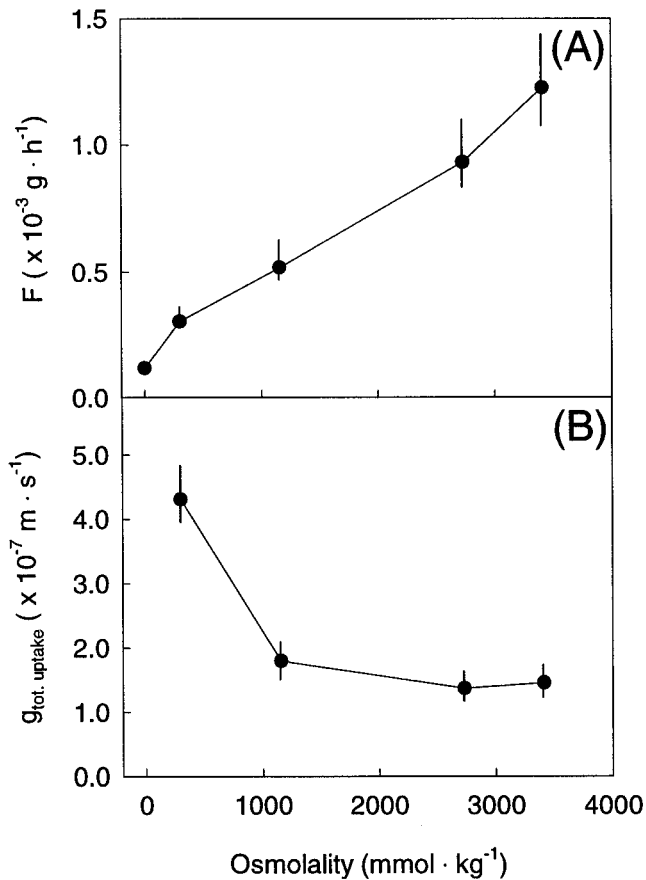 (A)
F ( x 10⁻³ g · h⁻¹)
1.5
1.0
0.5
0.0
(B)
g tot. uptake ( x 10⁻⁷ m · s⁻¹)
5.0
4.0
3.0
2.0
1.0
0.0
0 1000 2000 3000 4000
Osmolality (mmol · kg⁻¹)